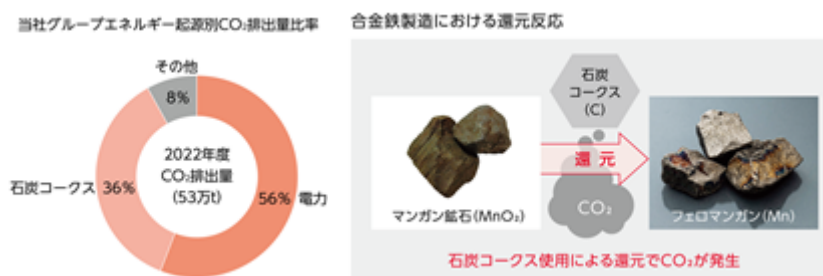 当社グループエネルギー起源別CO₂排出量比率
その他
8%
石炭コークス
36%
2022年度
CO₂排出量
(53万t)
56%
電力
合金鉄製造における還元反応
石炭
コークス
(C)
還元
CO₂
マンガン鉱石(MnO₂)
フェロマンガン(Mn)
石炭コークス使用による還元でCO₂が発生